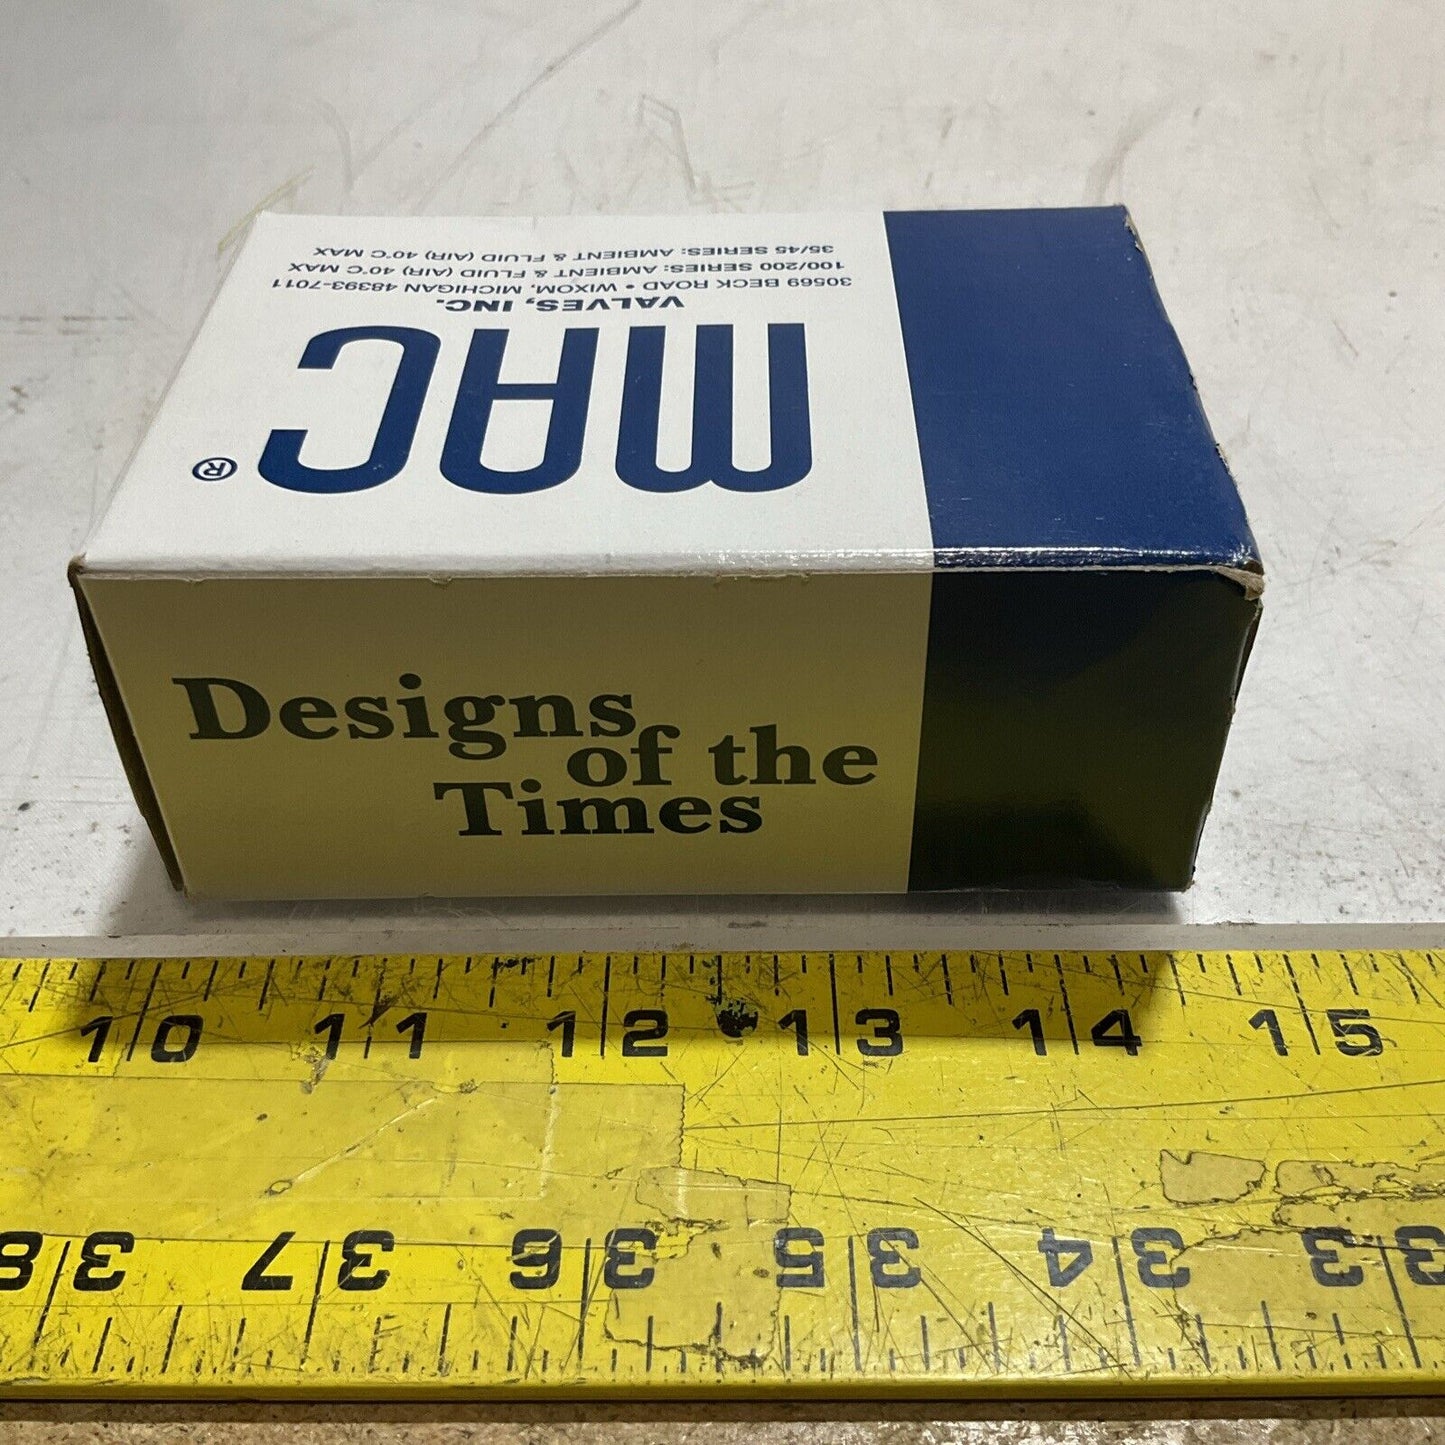 MAC®
VALVES, INC.
30569 BECK ROAD • WIXOM, MICHIGAN 48393-7011
100/200 SERIES: AMBIENT & FLUID (AIR) 40°C MAX
35/45 SERIES: AMBIENT & FLUID (AIR) 40°C MAX
Designs
of the
Times
10 11 12 13 14 15
33 34 35 36 37 38